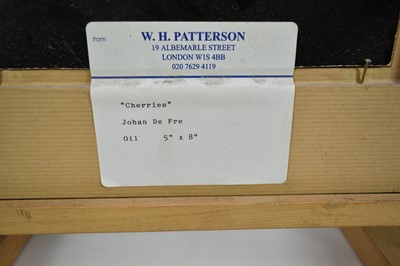 from
W. H. PATTERSON
19 ALBEMARLE STREET
LONDON W1S 4BB
020 7629 4119
"Cherries"
Johan De Fre
Oil 5" x 8"